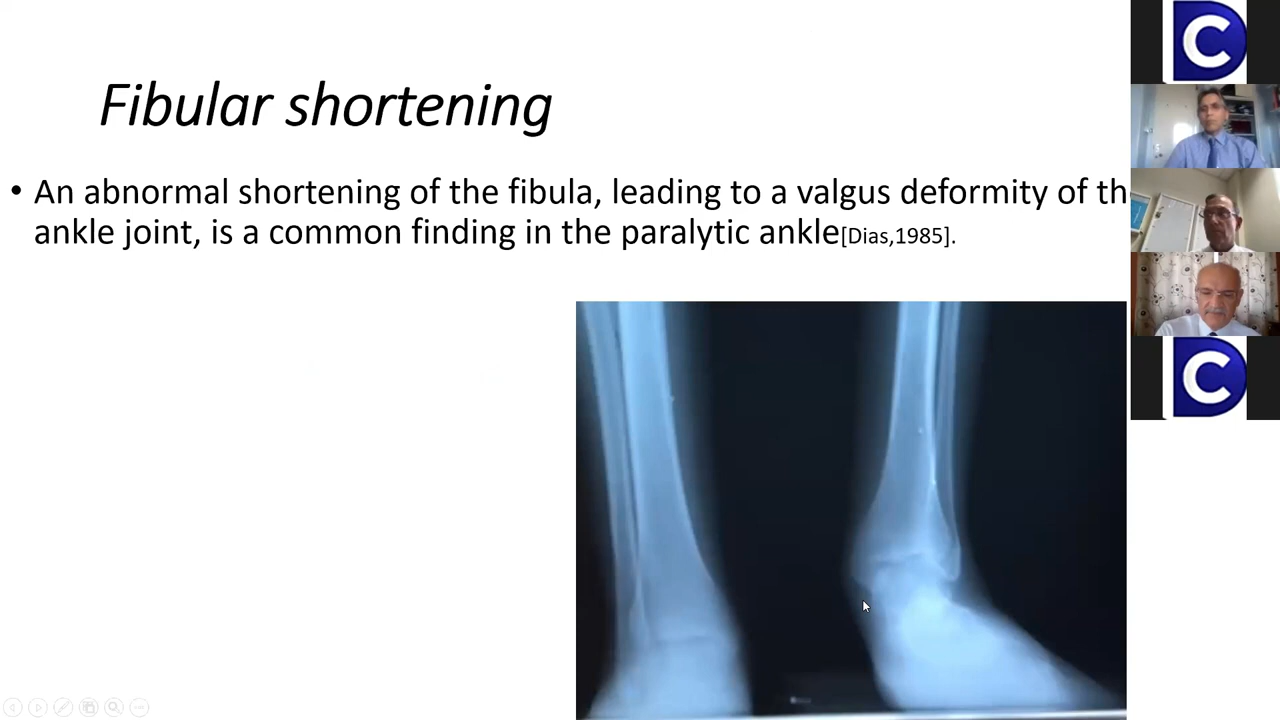 Fibular shortening
• An abnormal shortening of the fibula, leading to a valgus deformity of th
ankle joint, is a common finding in the paralytic ankle[Dias,1985].
C
C